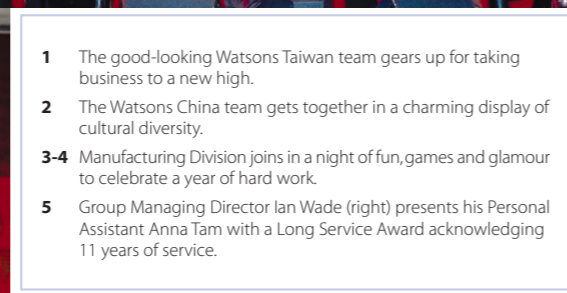 1 The good-looking Watsons Taiwan team gears up for taking
business to a new high.
2 The Watsons China team gets together in a charming display of
cultural diversity.
3-4 Manufacturing Division joins in a night of fun, games and glamour
to celebrate a year of hard work.
5 Group Managing Director Ian Wade (right) presents his Personal
Assistant Anna Tam with a Long Service Award acknowledging
11 years of service.